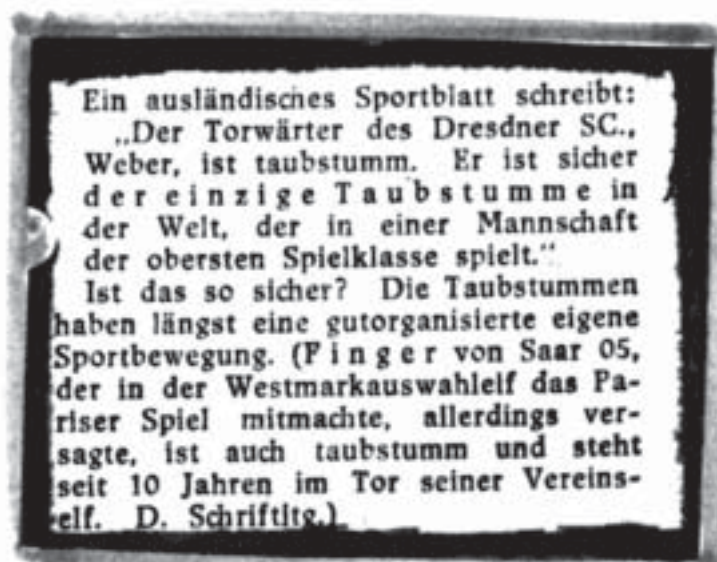 Ein ausländisches Sportblatt schreibt:
„Der Torwärter des Dresdner SC.,
Weber, ist taubstumm. Er ist sicher
der einzige Taubstumme in
der Welt, der in einer Mannschaft
der obersten Spielklasse spielt.“
Ist das so sicher? Die Taubstummen
haben längst eine gutorganisierte eigene
Sportbewegung. (Finger von Saar 05,
der in der Westmarkauswahlelf das Pa-
riser Spiel mitmachte, allerdings ver-
sagte, ist auch taubstumm und steht
seit 10 Jahren im Tor seiner Vereins-
elf. D. Schriftltg.)